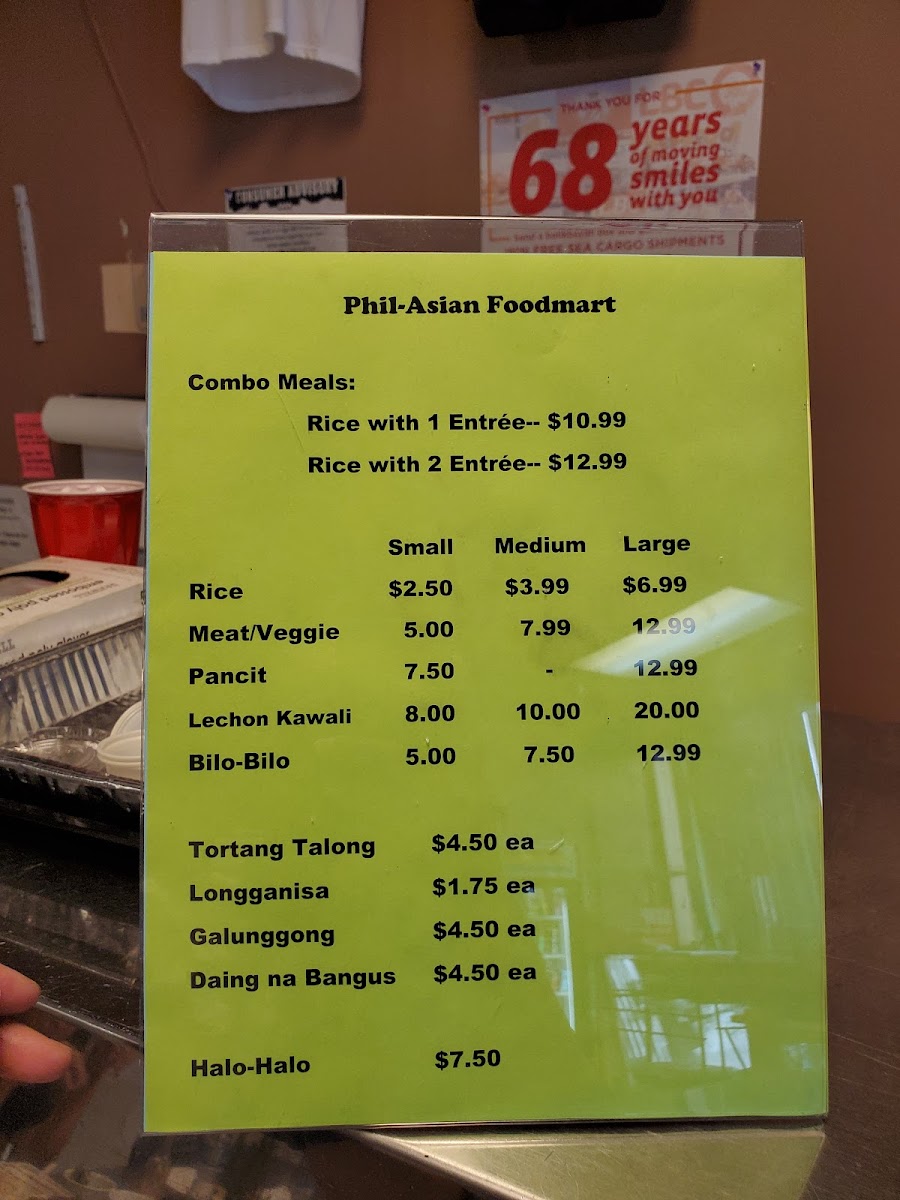 THANK YOU FOR
LBC
68 years
of moving
smiles
with you
WIN FREE SEA CARGO SHIPMENTS
CONSUMER ADVISORY
Phil-Asian Foodmart
Combo Meals:
Rice with 1 Entrée-- $10.99
Rice with 2 Entrée-- $12.99
Small Medium Large
Rice $2.50 $3.99 $6.99
Meat/Veggie 5.00 7.99 12.99
Pancit 7.50 - 12.99
Lechon Kawali 8.00 10.00 20.00
Bilo-Bilo 5.00 7.50 12.99
Tortang Talong $4.50 ea
Longganisa $1.75 ea
Galunggong $4.50 ea
Daing na Bangus $4.50 ea
Halo-Halo $7.50